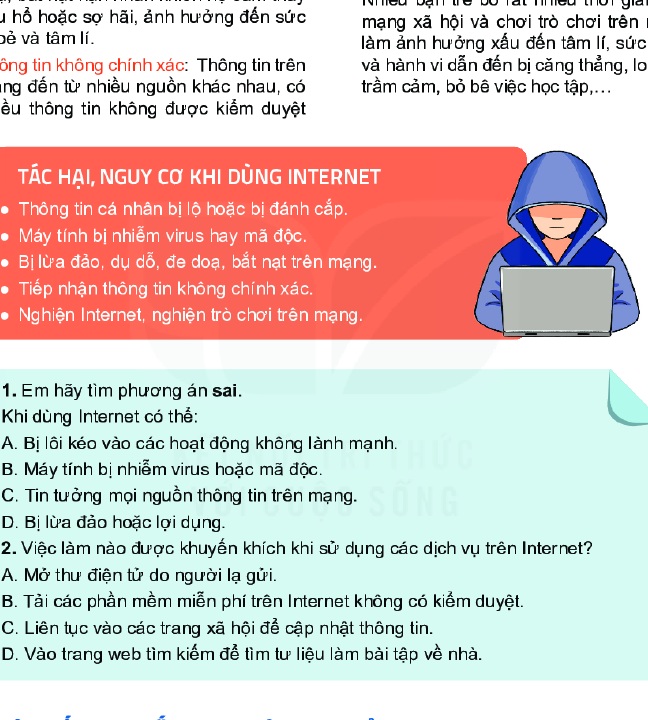 u hổ hoặc sợ hãi, ảnh hưởng đến sức
và tâm lí.
không chính xác: Thông tin trên
đến từ nhiều nguồn khác nhau, có
thông tin không được kiểm duyệt
mạng xã hội và chơi trò chơi trên
làm ảnh hưởng xấu đến tâm lí, sức
và hành vi dẫn đến bị căng thẳng, lo
trầm cảm, bỏ bê việc học tập,...
TÁC HẠI, NGUY CƠ KHI DÙNG INTERNET
• Thông tin cá nhân bị lộ hoặc bị đánh cắp.
• Máy tính bị nhiễm virus hay mã độc.
• Bị lừa đảo, dụ dỗ, đe doạ, bắt nạt trên mạng.
• Tiếp nhận thông tin không chính xác.
• Nghiện Internet, nghiện trò chơi trên mạng.
1. Em hãy tìm phương án sai.
Khi dùng Internet có thể:
A. Bị lôi kéo vào các hoạt động không lành mạnh.
B. Máy tính bị nhiễm virus hoặc mã độc.
C. Tin tưởng mọi nguồn thông tin trên mạng.
D. Bị lừa đảo hoặc lợi dụng.
2. Việc làm nào được khuyến khích khi sử dụng các dịch vụ trên Internet?
A. Mở thư điện tử do người lạ gửi.
B. Tải các phần mềm miễn phí trên Internet không có kiểm duyệt.
C. Liên tục vào các trang xã hội để cập nhật thông tin.
D. Vào trang web tìm kiếm để tìm tư liệu làm bài tập về nhà.